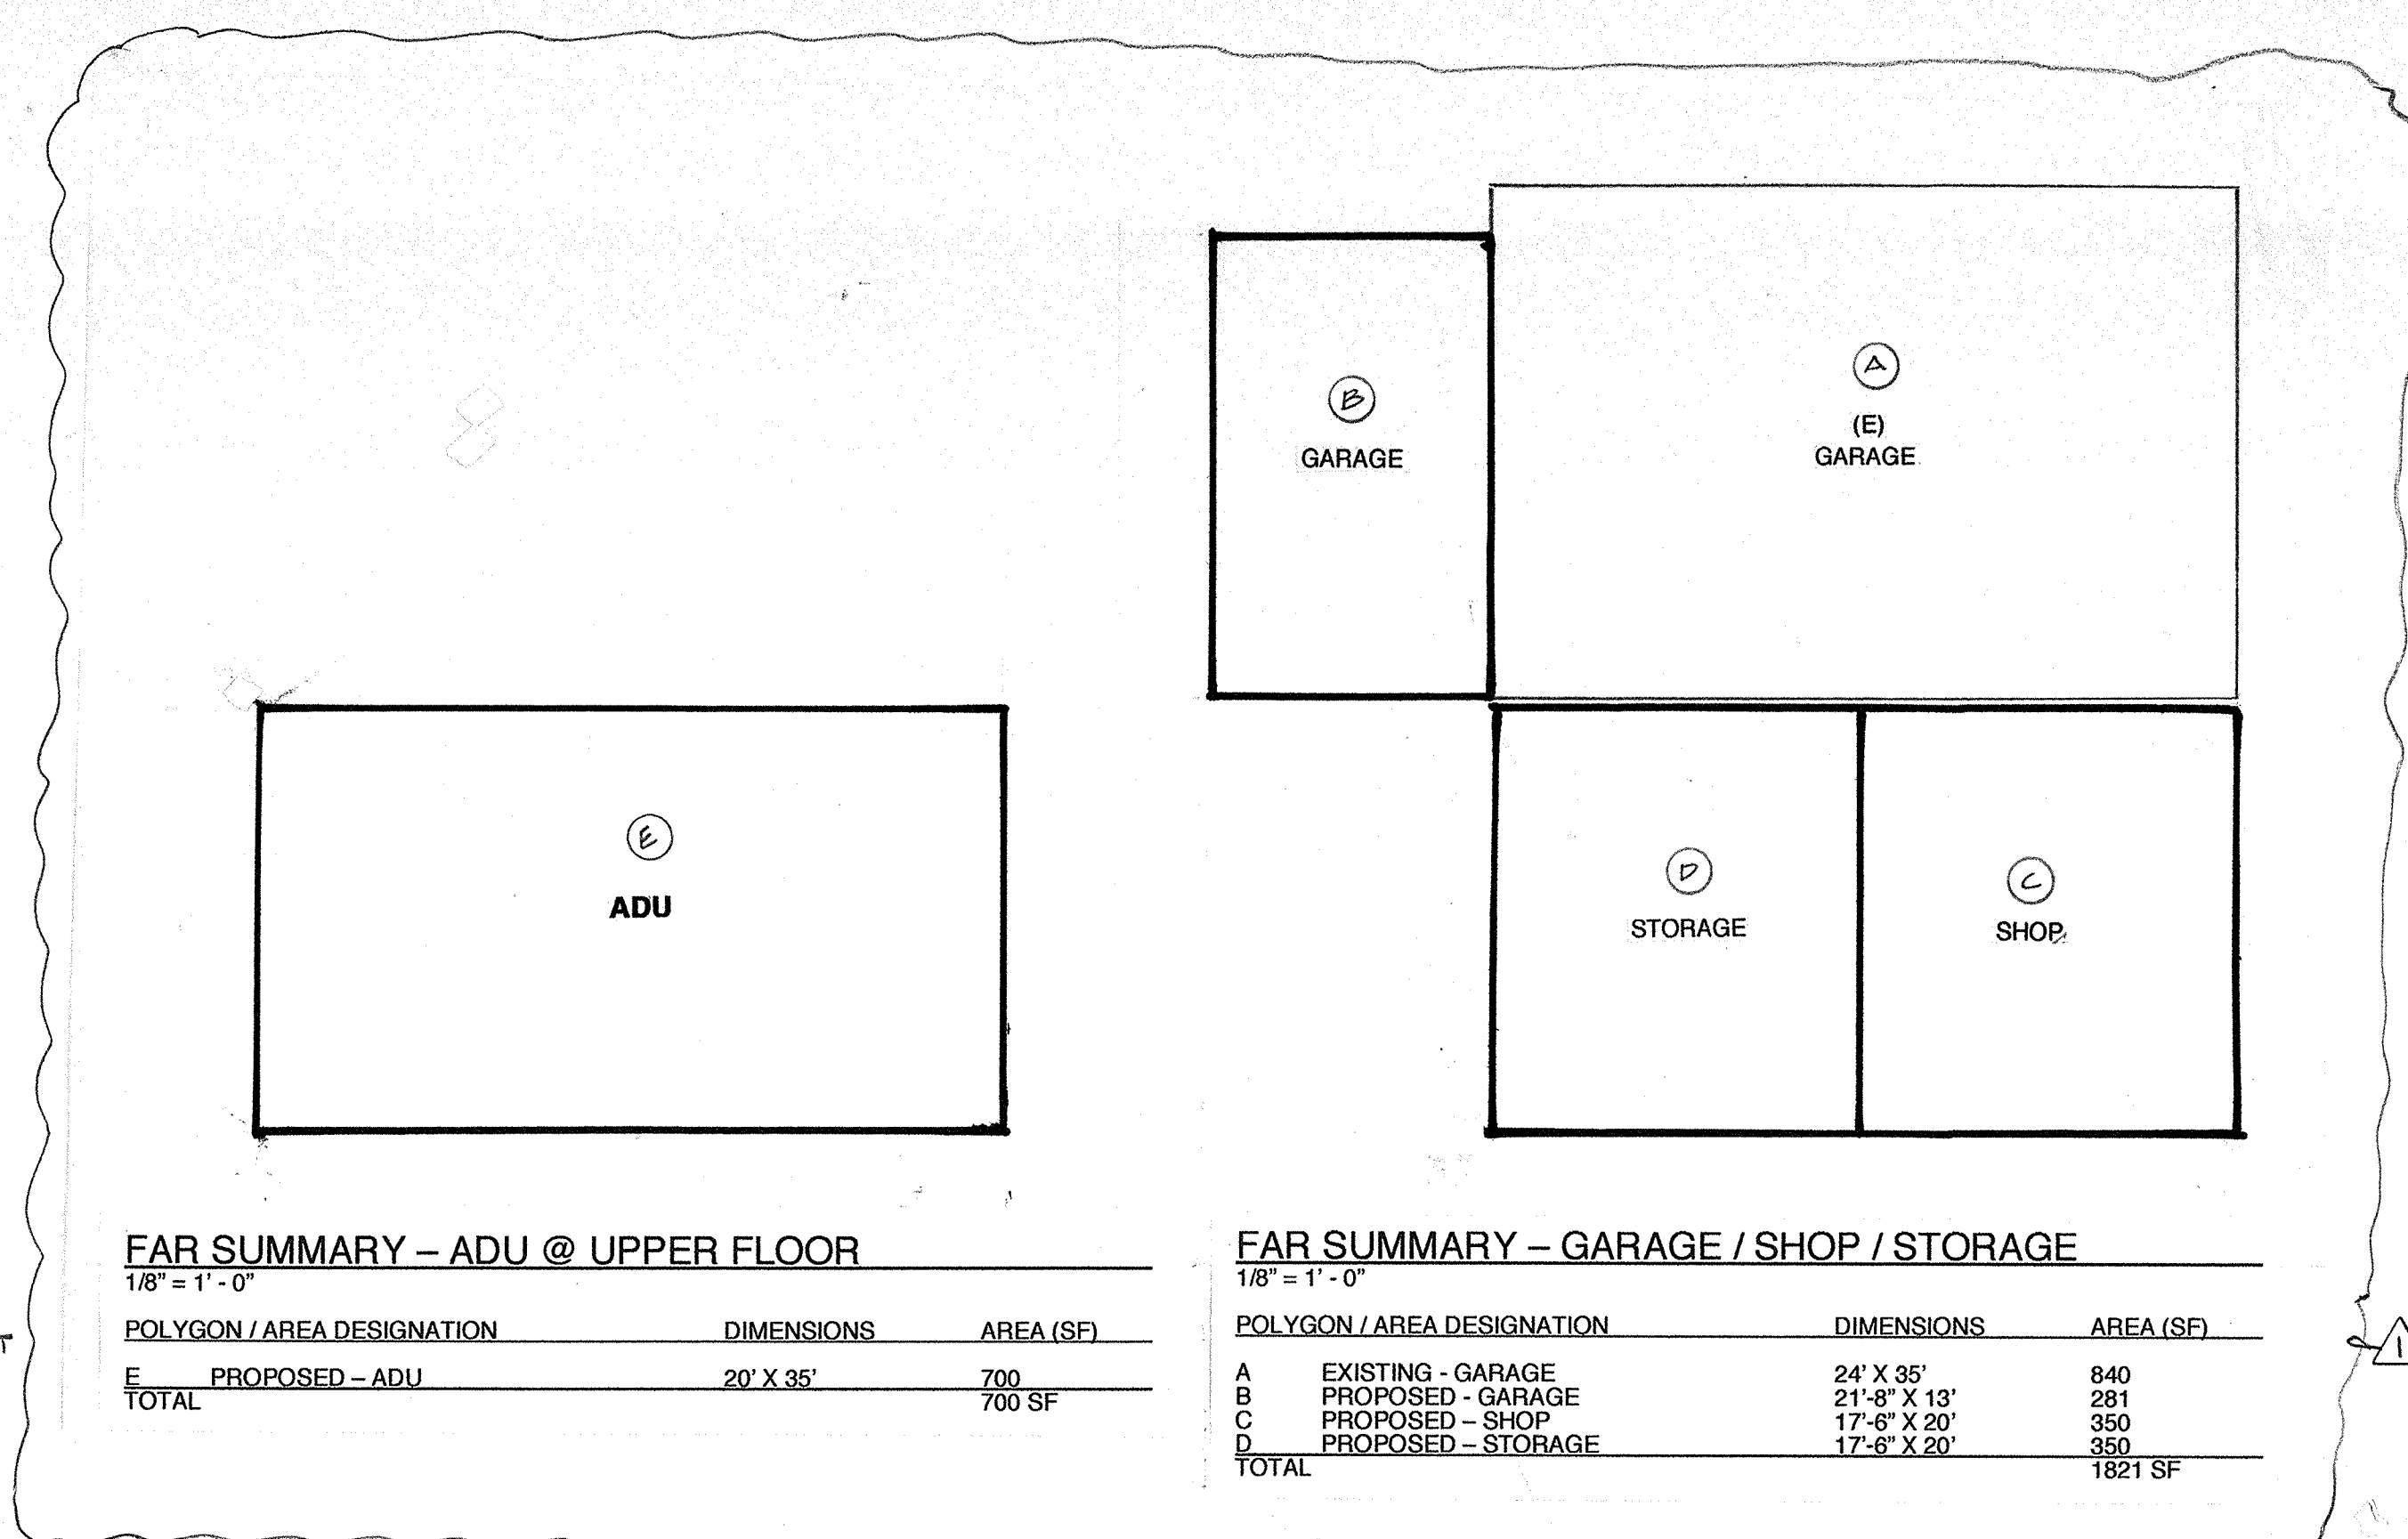 B
GARAGE
A
(E)
GARAGE
E
ADU
D
STORAGE
C
SHOP
FAR SUMMARY – ADU @ UPPER FLOOR
1/8” = 1’ - 0”
POLYGON / AREA DESIGNATION DIMENSIONS AREA (SF)
E PROPOSED – ADU 20’ X 35’ 700
TOTAL 700 SF
FAR SUMMARY – GARAGE / SHOP / STORAGE
1/8” = 1’ - 0”
POLYGON / AREA DESIGNATION DIMENSIONS AREA (SF)
A EXISTING - GARAGE 24’ X 35’ 840
B PROPOSED - GARAGE 21’-8” X 13’ 281
C PROPOSED – SHOP 17’-6” X 20’ 350
D PROPOSED – STORAGE 17’-6” X 20’ 350
TOTAL 1821 SF
1